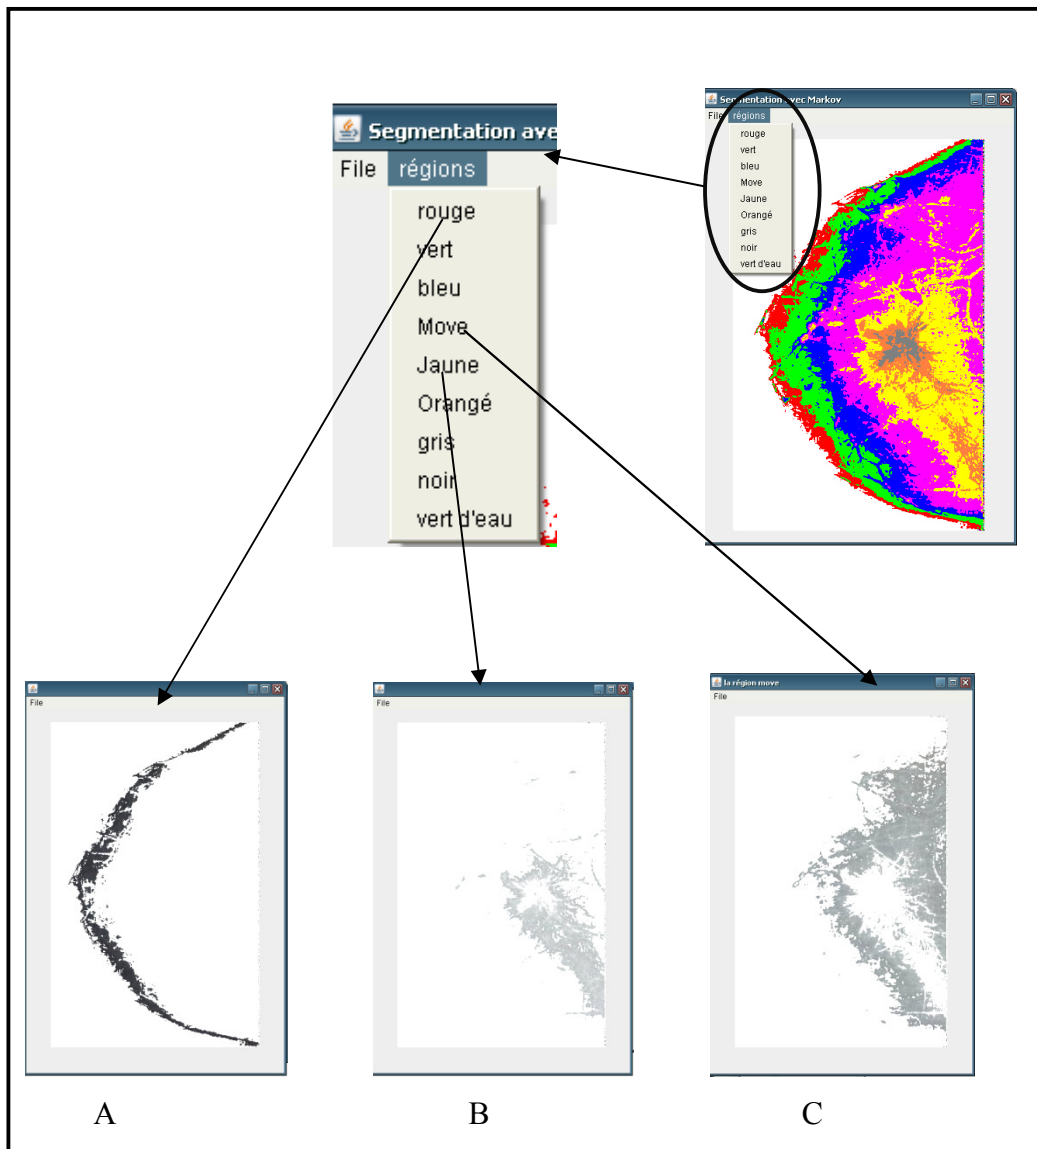 Segmentation avec Markov
File régions
rouge
vert
bleu
Move
Jaune
Orangé
gris
noir
vert d'eau
Segmentation ave
File régions
rouge
vert
bleu
Move
Jaune
Orangé
gris
noir
vert d'eau
File
File
la région move
File
A B C